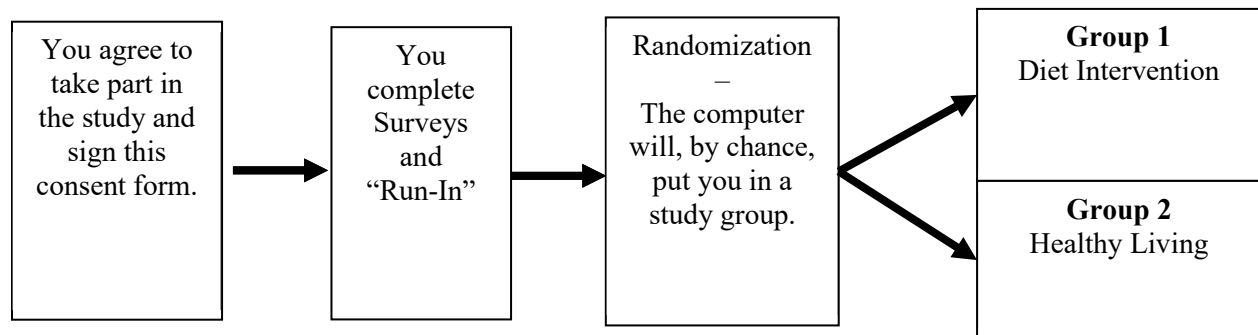 You agree to
take part in
the study and
sign this
consent form.
You
complete
Surveys
and
“Run-In”
Randomization
–
The computer
will, by chance,
put you in a
study group.
Group 1
Diet Intervention
Group 2
Healthy Living